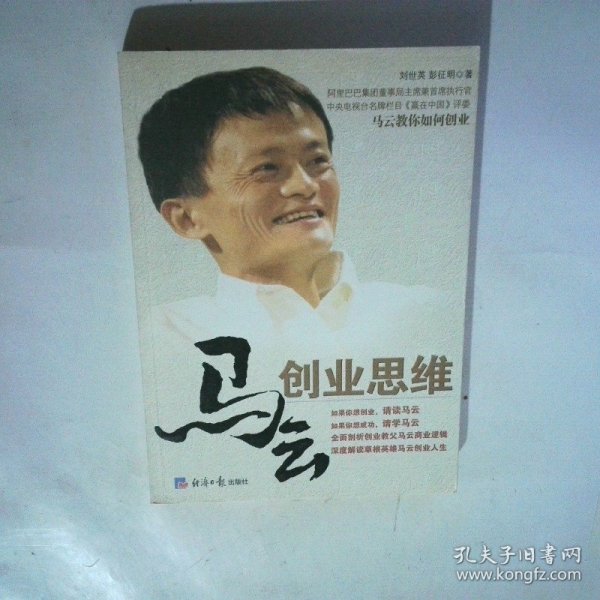 刘世英 彭征明◎著
阿里巴巴集团董事局主席兼首席执行官
中央电视台名牌栏目《赢在中国》评委
马云教你如何创业
马云
创业思维
如果你想创业，请读马云
如果你想成功，请学马云
全面剖析创业教父马云商业逻辑
深度解读草根英雄马云创业人生
经济日报出版社
孔夫子旧书网
www.kongfz.com